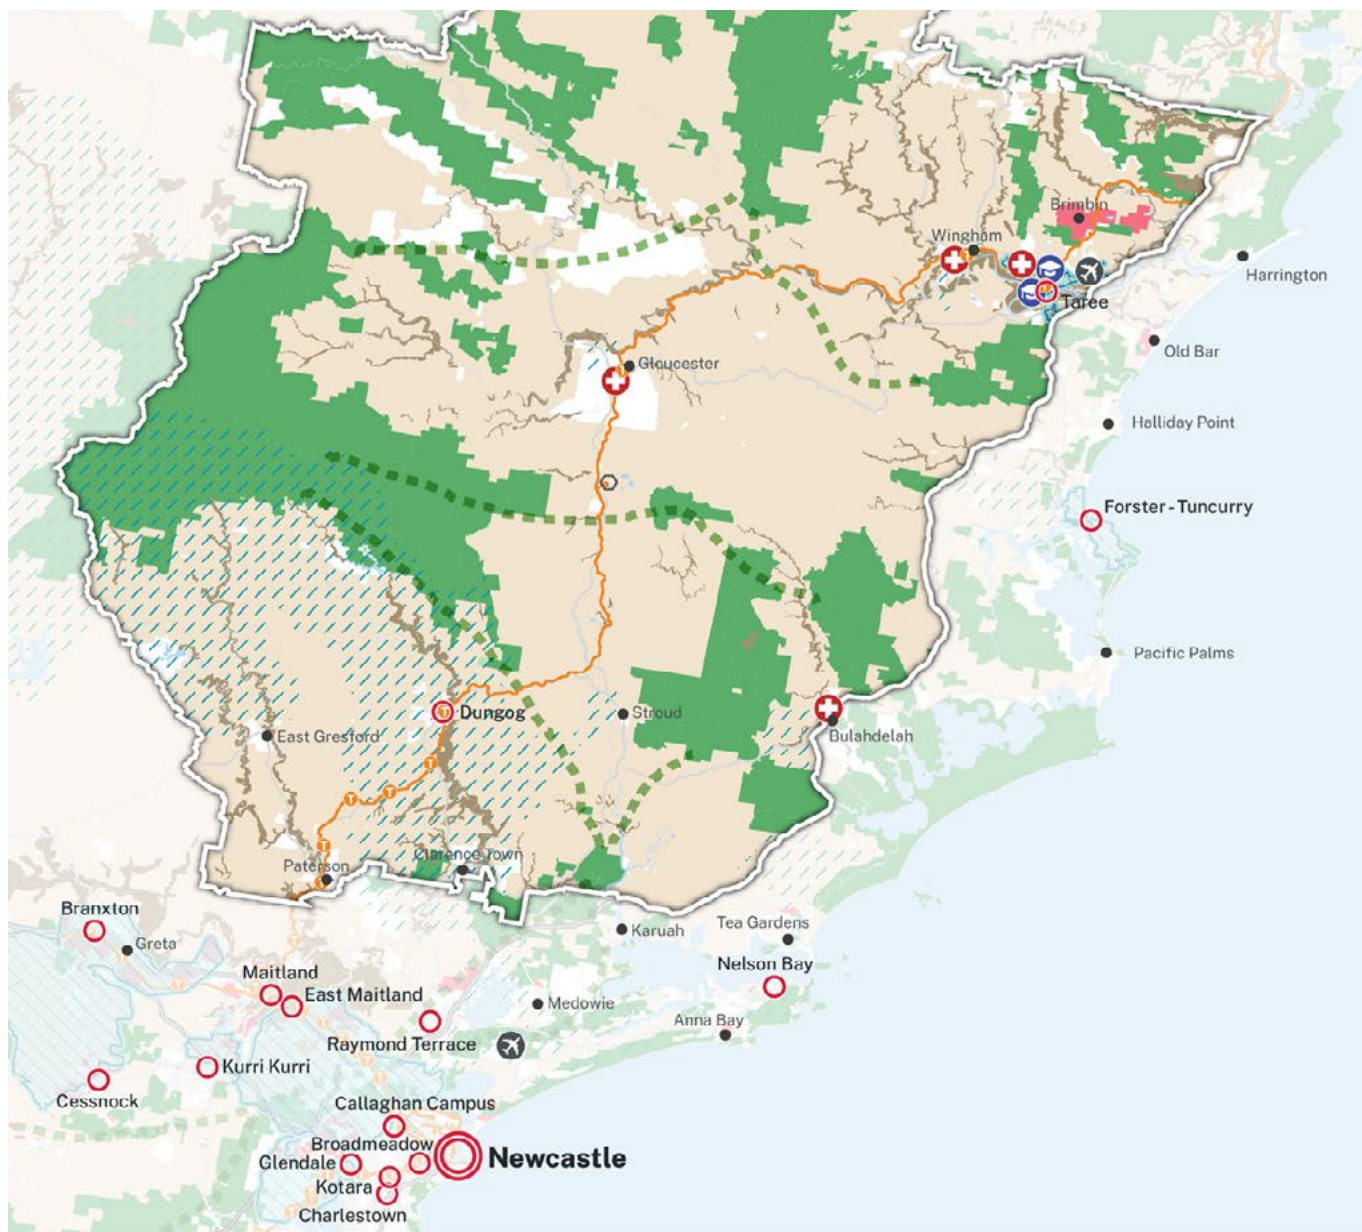 Brimbin
Wingham
Harrington
Taree
Old Bar
Gloucester
Halliday Point
Forster - Tuncurry
Pacific Palms
Dungog
Stroud
East Gresford
Bulahdelah
Clarence Town
Paterson
Branxton
Greta
Karuah
Tea Gardens
Nelson Bay
Maitland
East Maitland
Medowie
Anna Bay
Raymond Terrace
Kurri Kurri
Cessnock
Callaghan Campus
Broadmeadow
Glendale
Newcastle
Kotara
Charlestown
T
T
T
T
T